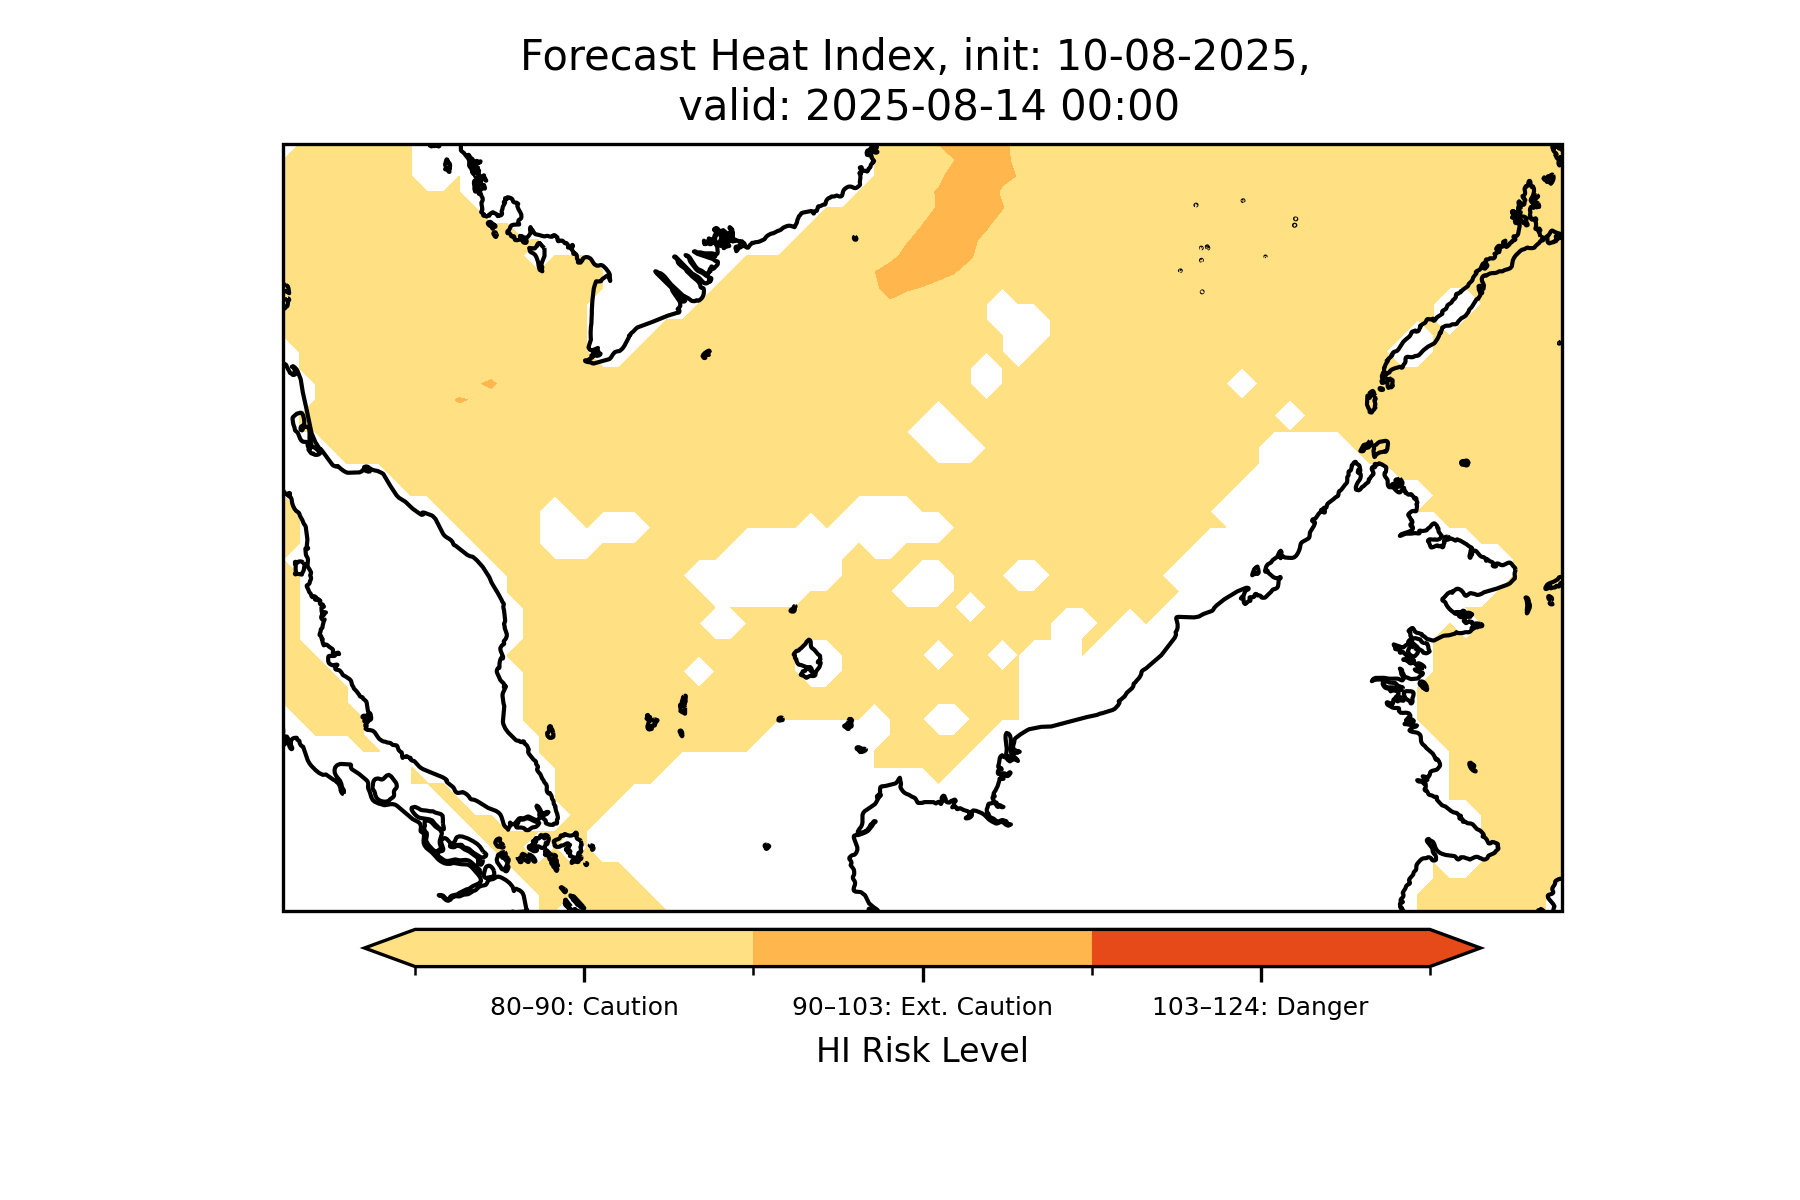 Forecast Heat Index, init: 10-08-2025,
valid: 2025-08-14 00:00
80–90: Caution
90–103: Ext. Caution
103–124: Danger
HI Risk Level